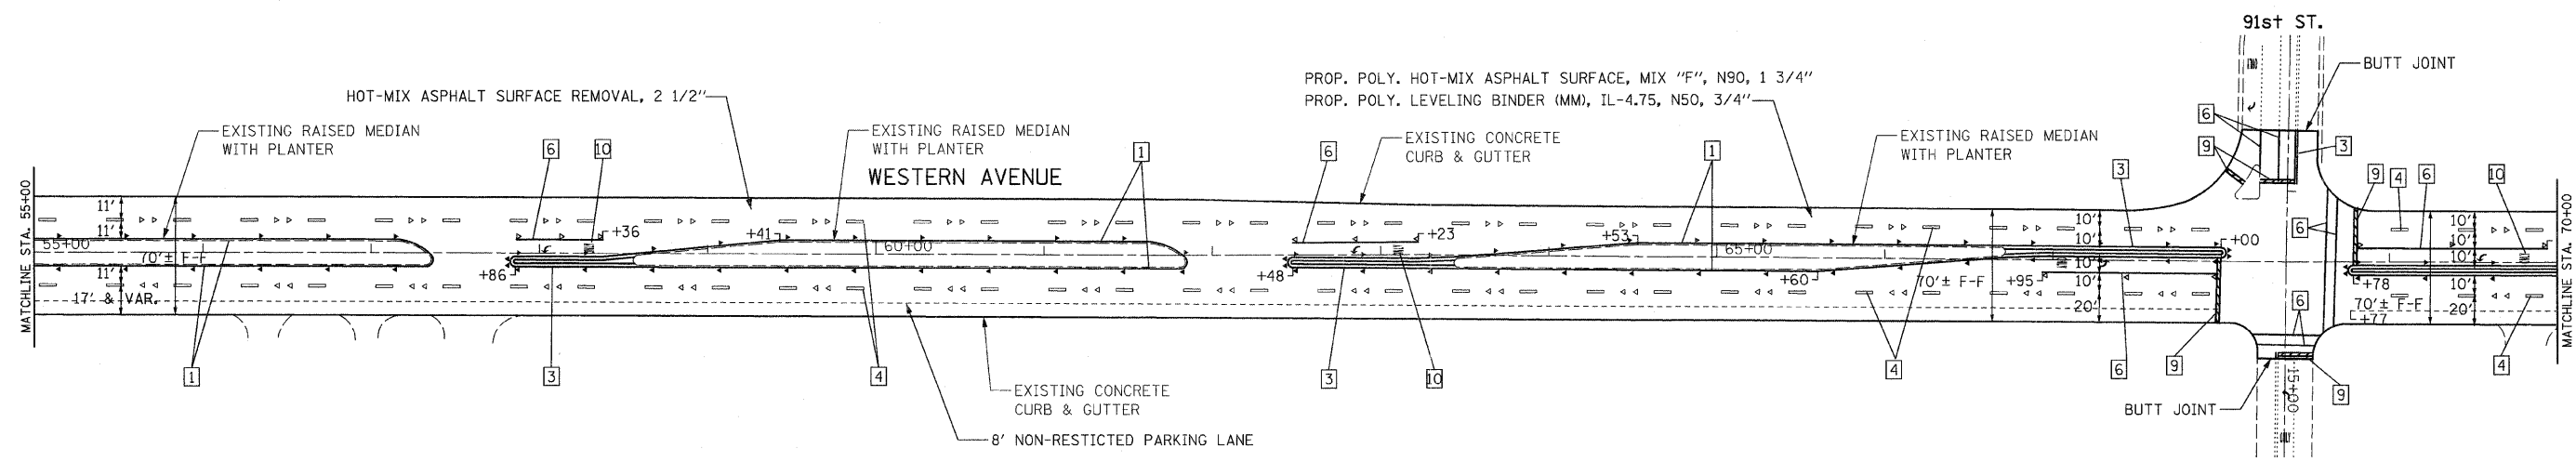 91st ST.
BUTT JOINT
PROP. POLY. HOT-MIX ASPHALT SURFACE, MIX "F", N90, 1 3/4"
PROP. POLY. LEVELING BINDER (MM), IL-4.75, N50, 3/4"
HOT-MIX ASPHALT SURFACE REMOVAL, 2 1/2"
EXISTING RAISED MEDIAN
WITH PLANTER
6
10
EXISTING RAISED MEDIAN
WITH PLANTER
1
6
EXISTING CONCRETE
CURB & GUTTER
1
EXISTING RAISED MEDIAN
WITH PLANTER
3
6
9
3
9
4
6
10
WESTERN AVENUE
MATCHLINE STA. 55+00
11'
11'
55+00
70'± F-F
11'
17' & VAR.
+36
+86
+41
60+00
+23
+48
+53
65+00
+60
70'± F-F
+95
10'
10'
10'
10'
20'
+00
6
10'
10'
10'
10'
20'
+78
70'± F-F
+77
6
MATCHLINE STA. 70+00
1
3
4
3
10
4
6
9
9
4
EXISTING CONCRETE
CURB & GUTTER
8' NON-RESTICTED PARKING LANE
BUTT JOINT
15+00